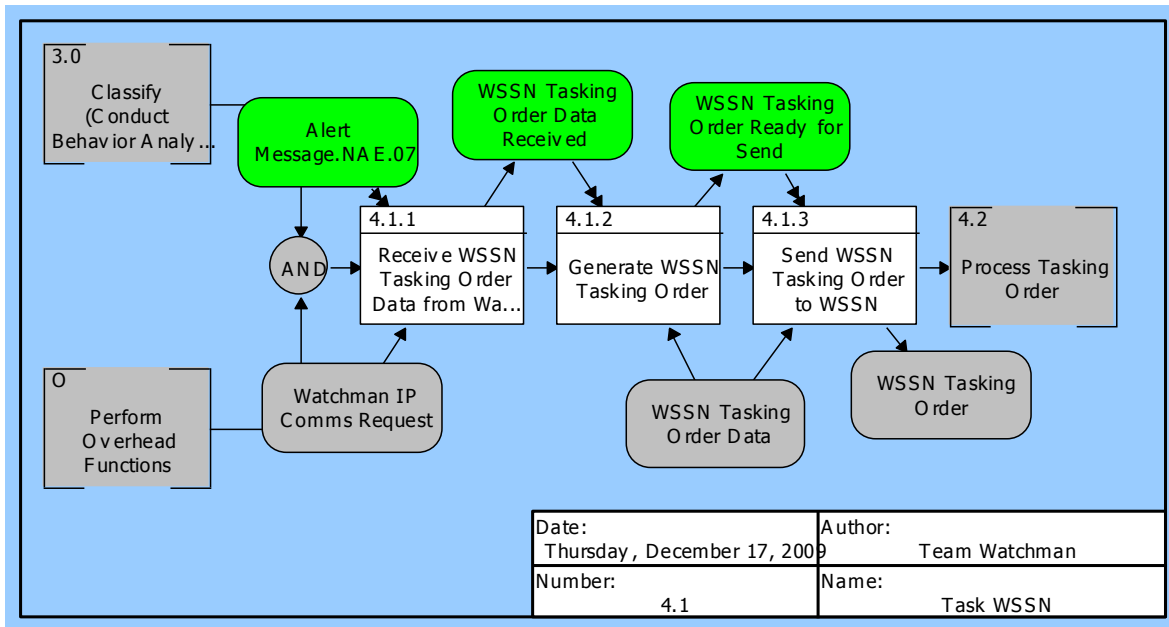 3.0
Classify
(Conduct
Behavior Analy...
Alert
Message.NAE.07
WSSN Tasking
Order Data
Received
WSSN Tasking
Order Ready for
Send
AND
4.1.1
Receive WSSN
Tasking Order
Data from Wa...
4.1.2
Generate WSSN
Tasking Order
4.1.3
Send WSSN
Tasking Order
to WSSN
4.2
Process Tasking
Order
O
Perform
Overhead
Functions
Watchman IP
Comms Request
WSSN Tasking
Order Data
WSSN Tasking
Order
Date:
Thursday, December 17, 2009
Author:
Team Watchman
Number:
4.1
Name:
Task WSSN